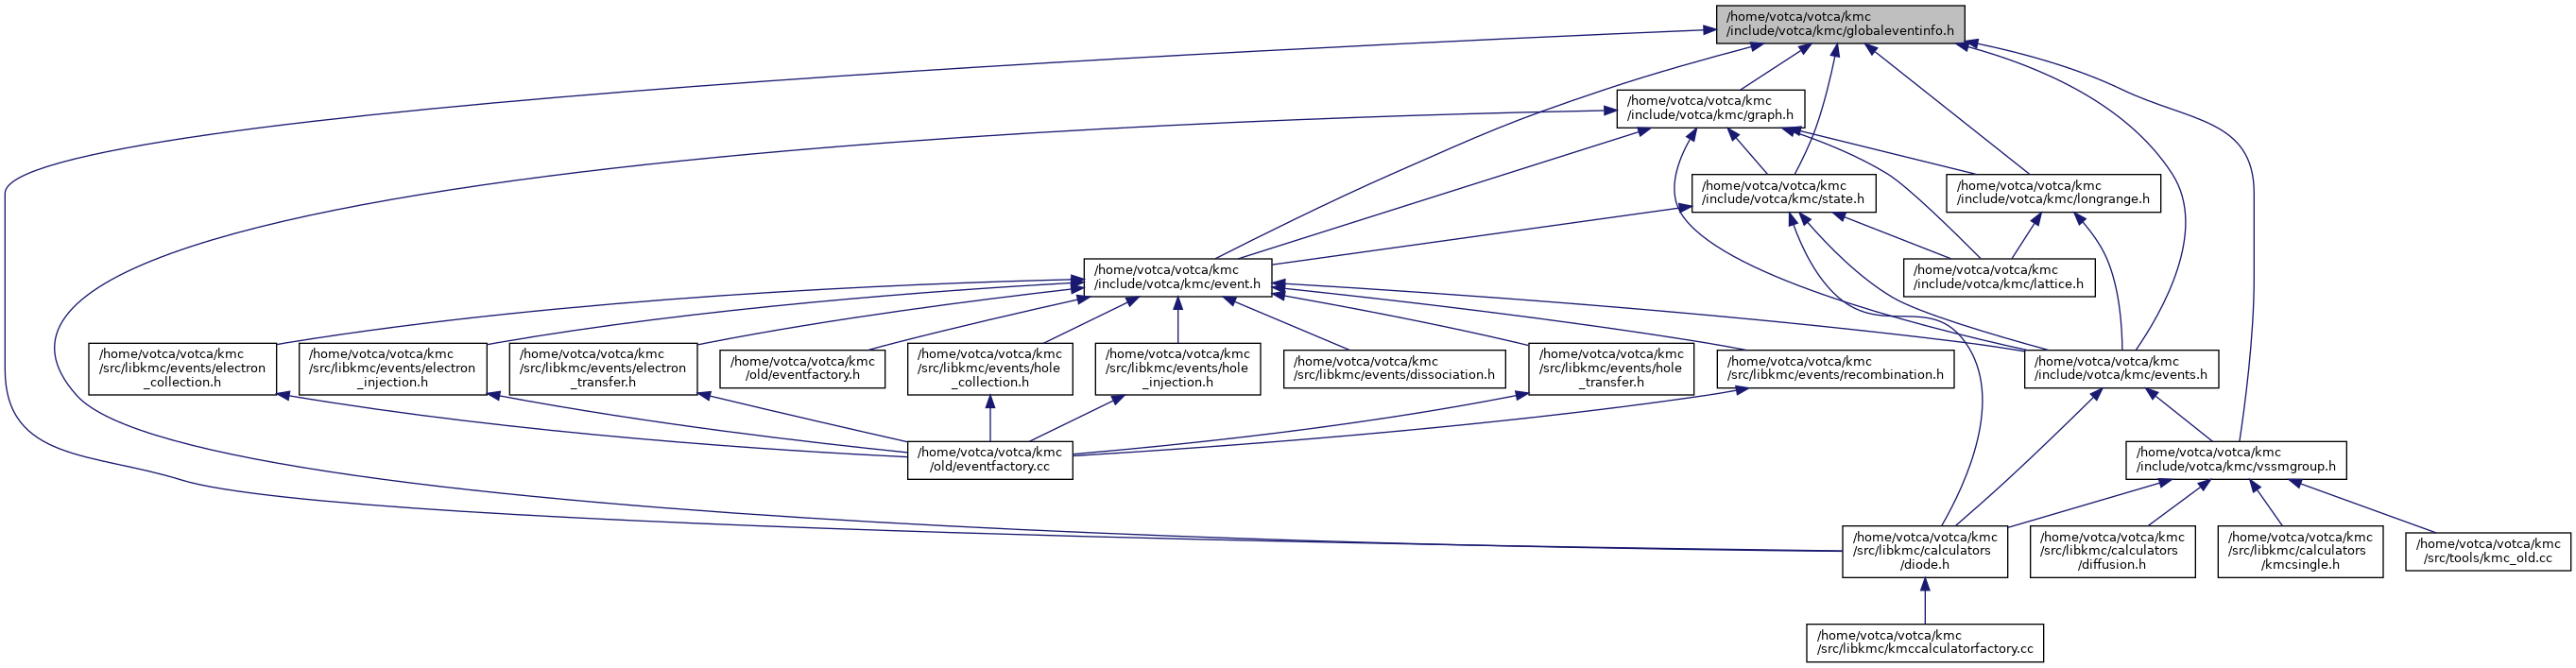 /home/votca/votca/kmc
/include/votca/kmc/globaleventinfo.h
/home/votca/votca/kmc
/include/votca/kmc/graph.h
/home/votca/votca/kmc
/include/votca/kmc/state.h
/home/votca/votca/kmc
/include/votca/kmc/longrange.h
/home/votca/votca/kmc
/include/votca/kmc/event.h
/home/votca/votca/kmc
/include/votca/kmc/lattice.h
/home/votca/votca/kmc
/src/libkmc/events/electron
_collection.h
/home/votca/votca/kmc
/src/libkmc/events/electron
_injection.h
/home/votca/votca/kmc
/src/libkmc/events/electron
_transfer.h
/home/votca/votca/kmc
/old/eventfactory.h
/home/votca/votca/kmc
/src/libkmc/events/hole
_collection.h
/home/votca/votca/kmc
/src/libkmc/events/hole
_injection.h
/home/votca/votca/kmc
/src/libkmc/events/dissociation.h
/home/votca/votca/kmc
/src/libkmc/events/hole
_transfer.h
/home/votca/votca/kmc
/src/libkmc/events/recombination.h
/home/votca/votca/kmc
/include/votca/kmc/events.h
/home/votca/votca/kmc
/old/eventfactory.cc
/home/votca/votca/kmc
/include/votca/kmc/vssmgroup.h
/home/votca/votca/kmc
/src/libkmc/calculators
/diode.h
/home/votca/votca/kmc
/src/libkmc/calculators
/diffusion.h
/home/votca/votca/kmc
/src/libkmc/calculators
/kmcsingle.h
/home/votca/votca/kmc
/src/tools/kmc_old.cc
/home/votca/votca/kmc
/src/libkmc/kmccalculatorfactory.cc